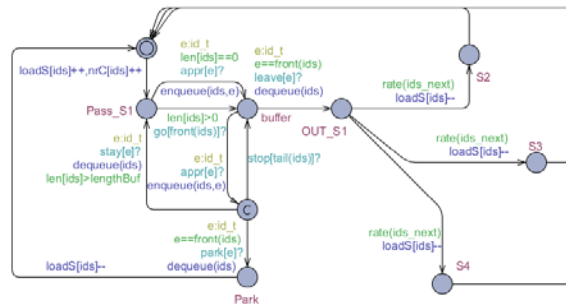 e:id_t
len[ids]==0
appr[e]?
enqueue(ids,e)
e:id_t
e==front(ids)
leave[e]?
dequeue(ids)
loadS[ids]++,nrC[ids]++
S2
rate(ids_next)
loadS[ids]--
Pass_S1
len[ids]>0
go[front(ids)]?
buffer
OUT_S1
e:id_t
stay[e]?
dequeue(ids)
len[ids]>lengthBuf
e:id_t
appr[e]?
enqueue(ids,e)
stop[tail(ids)]?
rate(ids_next)
loadS[ids]--
S3
C
e:id_t
e==front(ids)
park[e]?
dequeue(ids)
loadS[ids]--
Park
rate(ids_next)
loadS[ids]--
S4